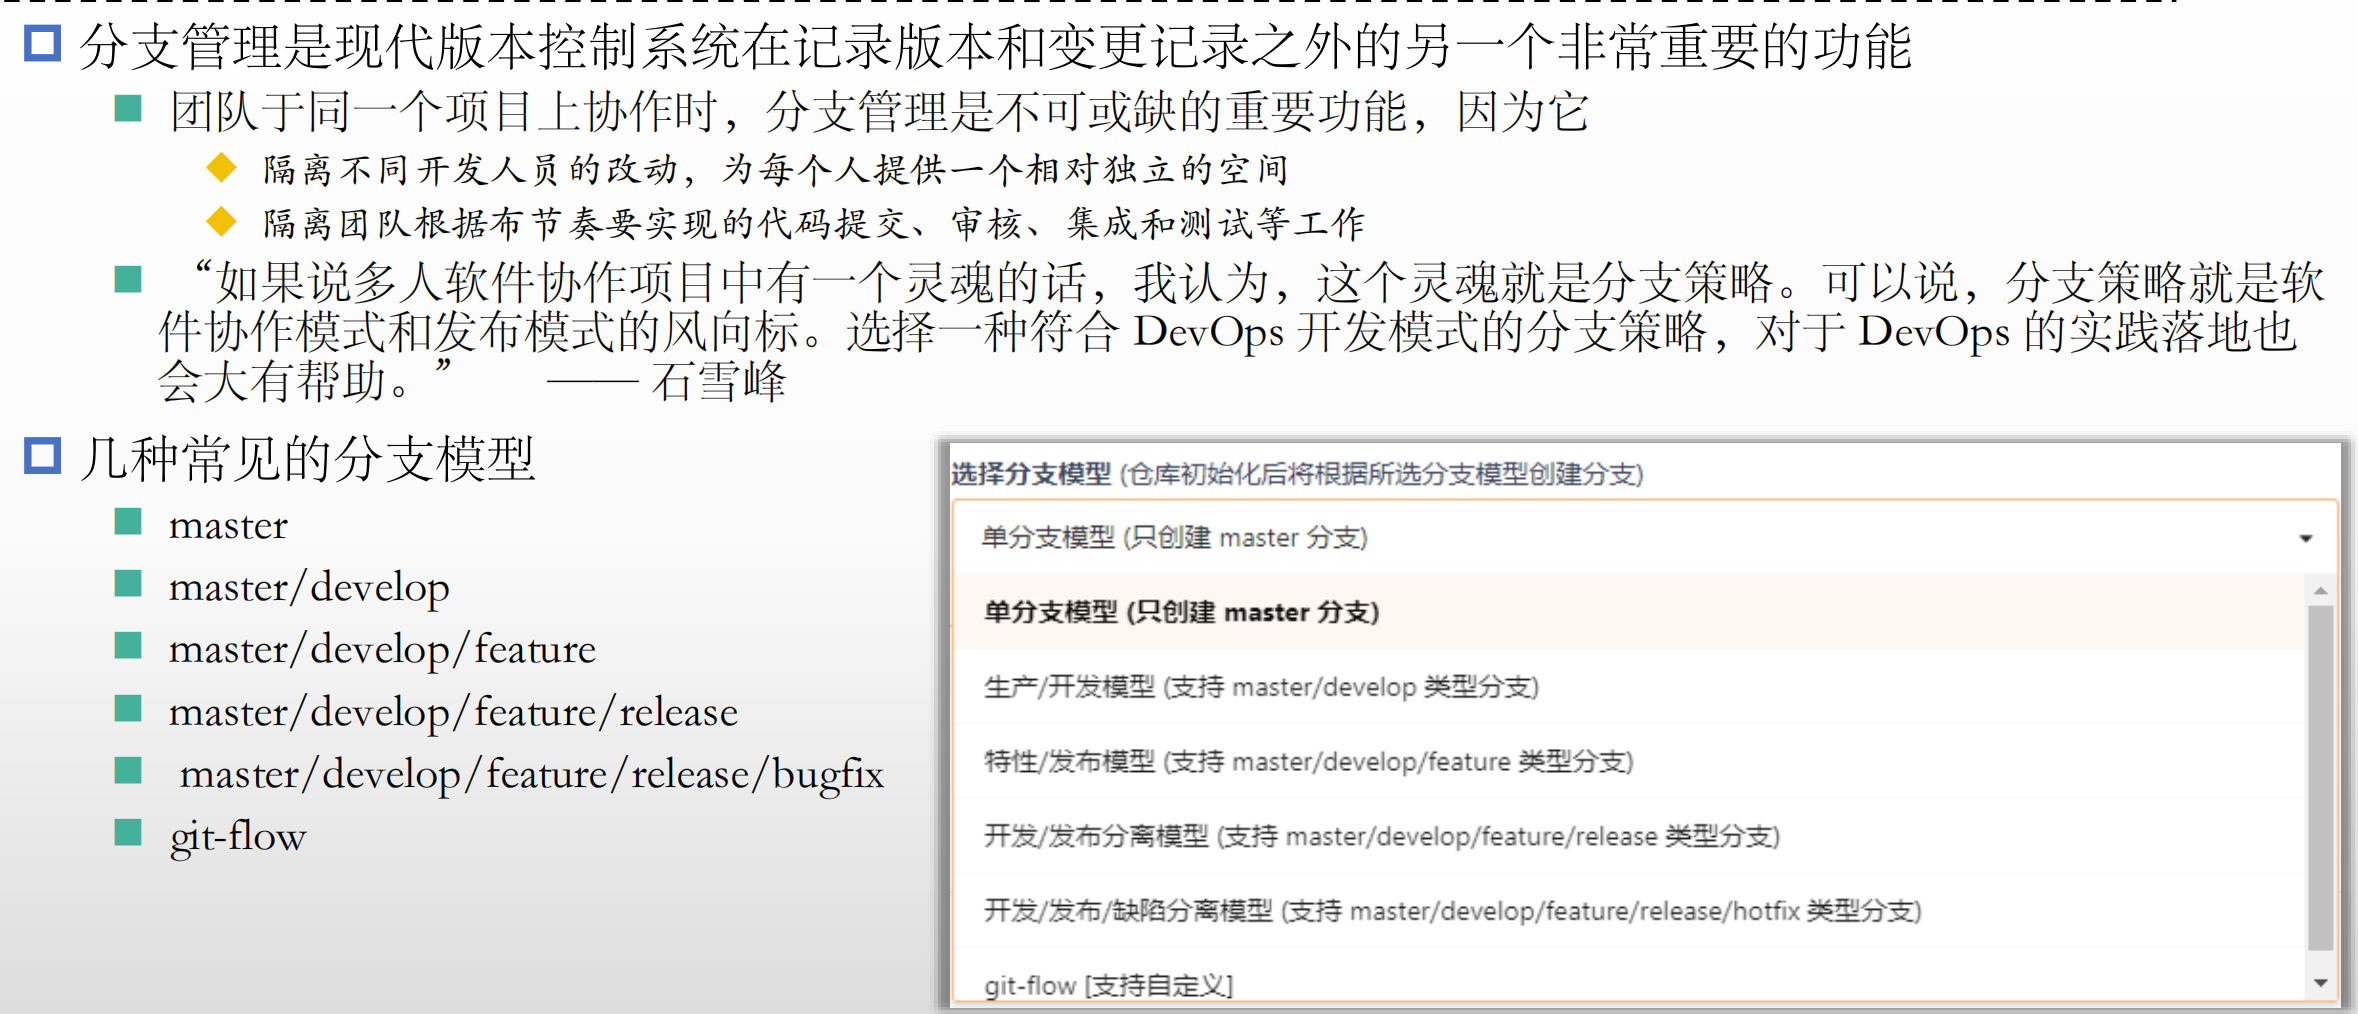 分支管理是现代版本控制系统在记录版本和变更记录之外的另一个非常重要的功能
团队于同一个项目上协作时，分支管理是不可或缺的重要功能，因为它
隔离不同开发人员的改动，为每个人提供一个相对独立的空间
隔离团队根据布节奏要实现的代码提交、审核、集成和测试等工作
“如果说多人软件协作项目中有一个灵魂的话，我认为，这个灵魂就是分支策略。可以说，分支策略就是软
件协作模式和发布模式的风向标。选择一种符合 DevOps 开发模式的分支策略，对于 DevOps 的实践落地也
会大有帮助。” —— 石雪峰
几种常见的分支模型
master
master/develop
master/develop/feature
master/develop/feature/release
master/develop/feature/release/bugfix
git-flow
选择分支模型 (仓库初始化后将根据所选分支模型创建分支)
单分支模型 (只创建 master 分支)
单分支模型 (只创建 master 分支)
生产/开发模型 (支持 master/develop 类型分支)
特性/发布模型 (支持 master/develop/feature 类型分支)
开发/发布分离模型 (支持 master/develop/feature/release 类型分支)
开发/发布/缺陷分离模型 (支持 master/develop/feature/release/hotfix 类型分支)
git-flow [支持自定义]